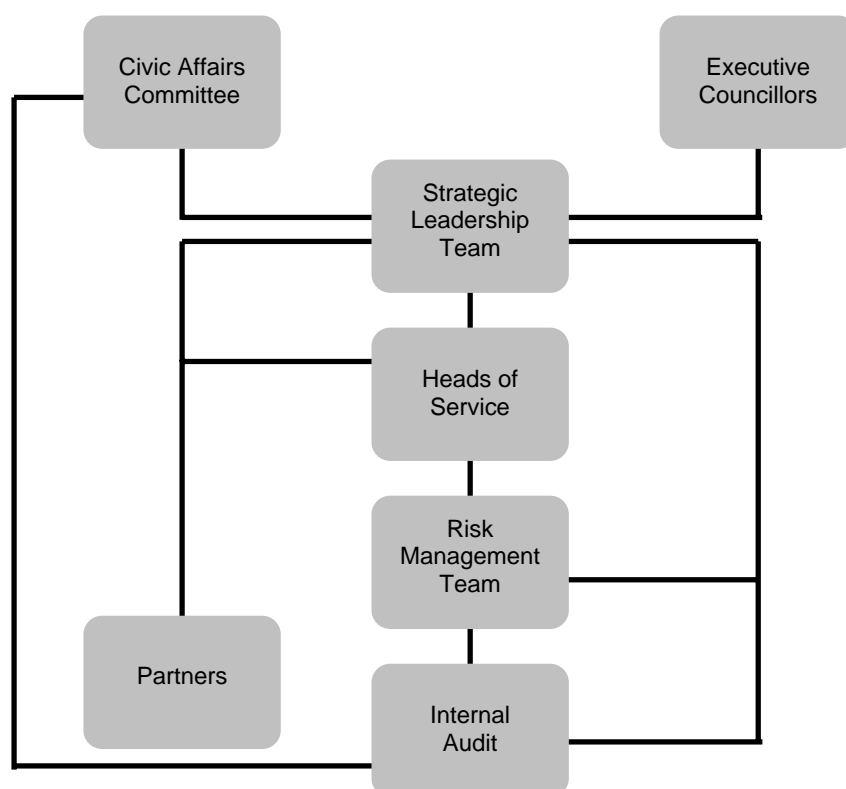 Civic Affairs
Committee
Executive
Councillors
Strategic
Leadership
Team
Heads of
Service
Risk
Management
Team
Partners
Internal
Audit